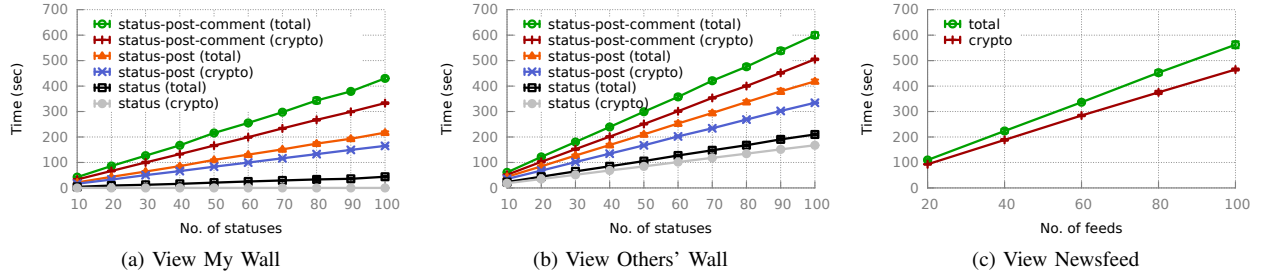 700
600
500
400
300
200
100
0
Time (sec)
status-post-comment (total)
status-post-comment (crypto)
status-post (total)
status-post (crypto)
status (total)
status (crypto)
10 20 30 40 50 60 70 80 90 100
No. of statuses
(a) View My Wall
700
600
500
400
300
200
100
0
Time (sec)
status-post-comment (total)
status-post-comment (crypto)
status-post (total)
status-post (crypto)
status (total)
status (crypto)
10 20 30 40 50 60 70 80 90 100
No. of statuses
(b) View Others’ Wall
700
600
500
400
300
200
100
0
Time (sec)
total
crypto
20 40 60 80 100
No. of feeds
(c) View Newsfeed